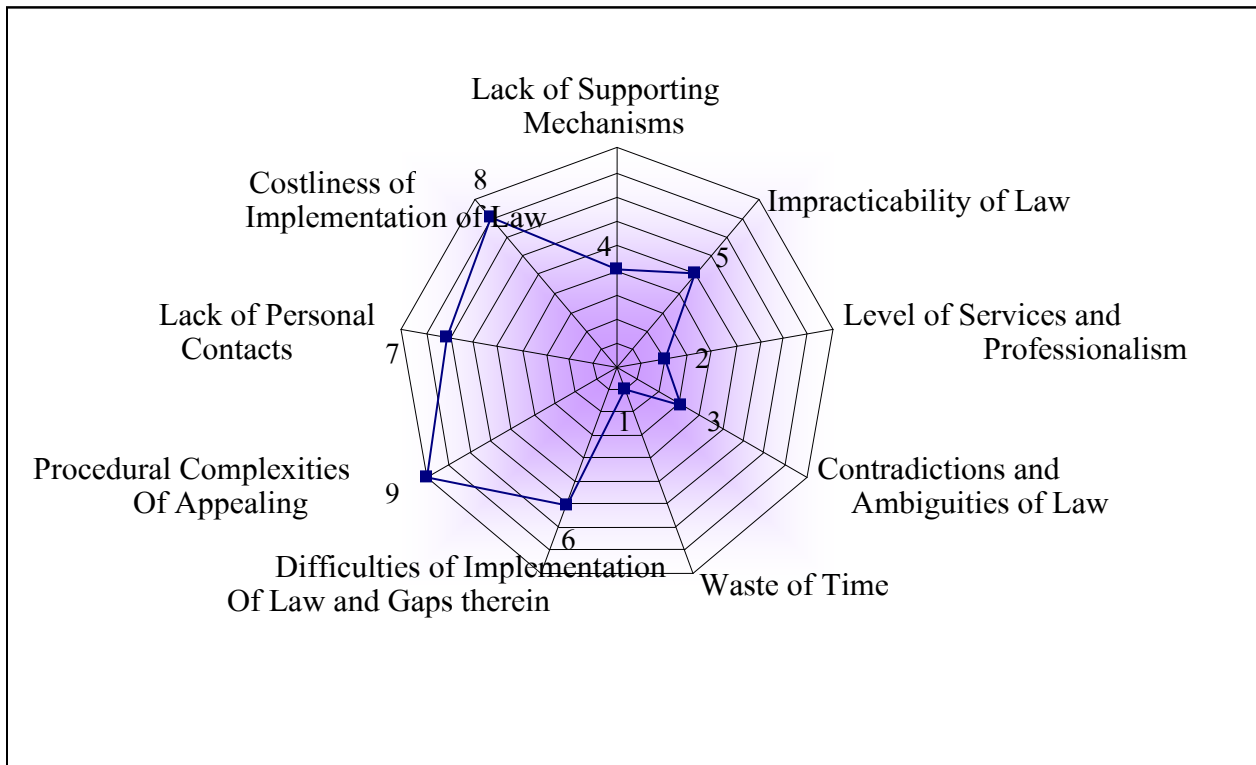 Lack of Supporting
Mechanisms
8
Costliness of
Implementation of Law
Impracticability of Law
4
5
Lack of Personal
Contacts
7
Level of Services and
Professionalism
2
3
1
Procedural Complexities
Of Appealing
9
Contradictions and
Ambiguities of Law
6
Difficulties of Implementation
Of Law and Gaps therein
Waste of Time